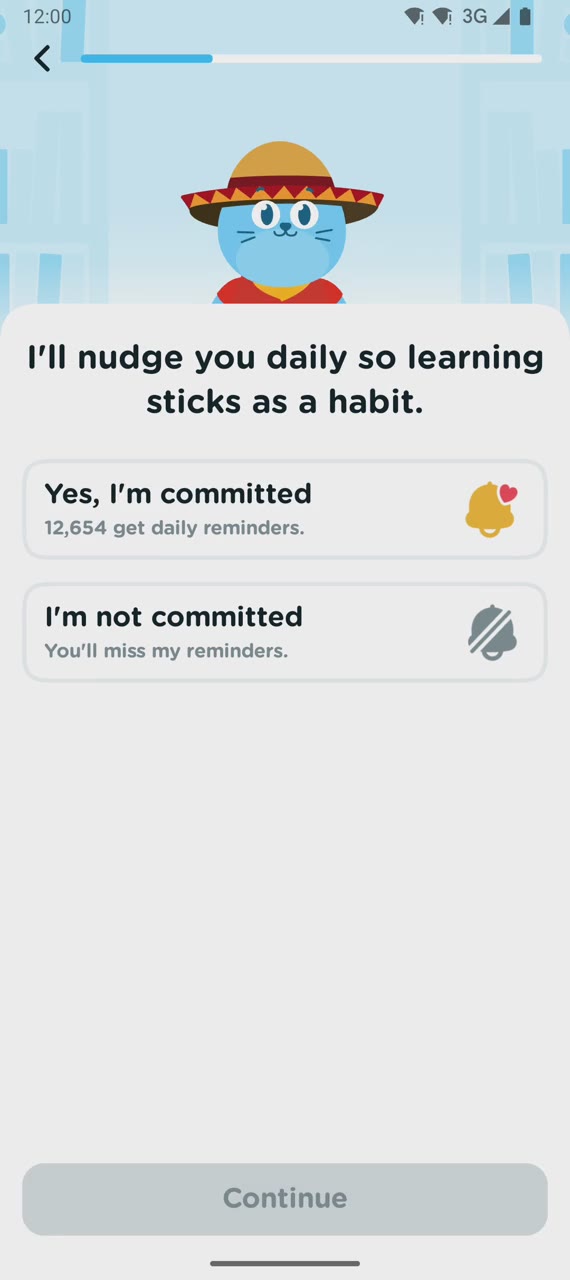 12:00
3G
I'll nudge you daily so learning
sticks as a habit.
Yes, I'm committed
12,654 get daily reminders.
I'm not committed
You'll miss my reminders.
Continue